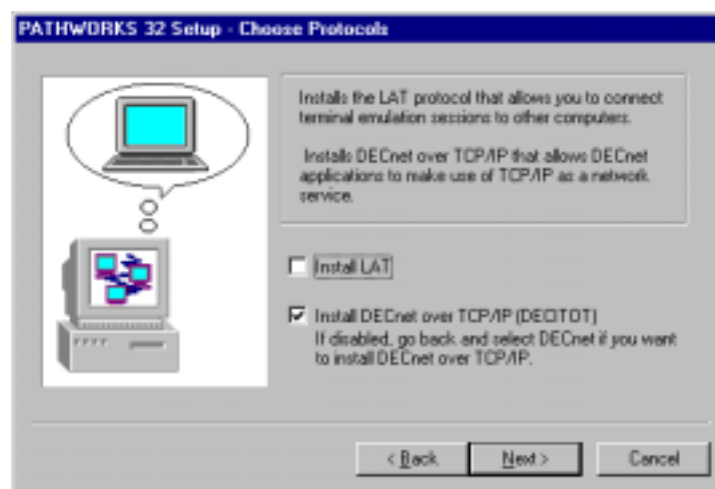 PATHWORKS 32 Setup - Choose Protocols
Installs the LAT protocol that allows you to connect
terminal emulation sessions to other computers.
Installs DECnet over TCP/IP that allows DECnet
applications to make use of TCP/IP as a network
service.
Install LAT
Install DECnet over TCP/IP (DECITOT)
If disabled, go back and select DECnet if you want
to install DECnet over TCP/IP.
< Back
Next >
Cancel